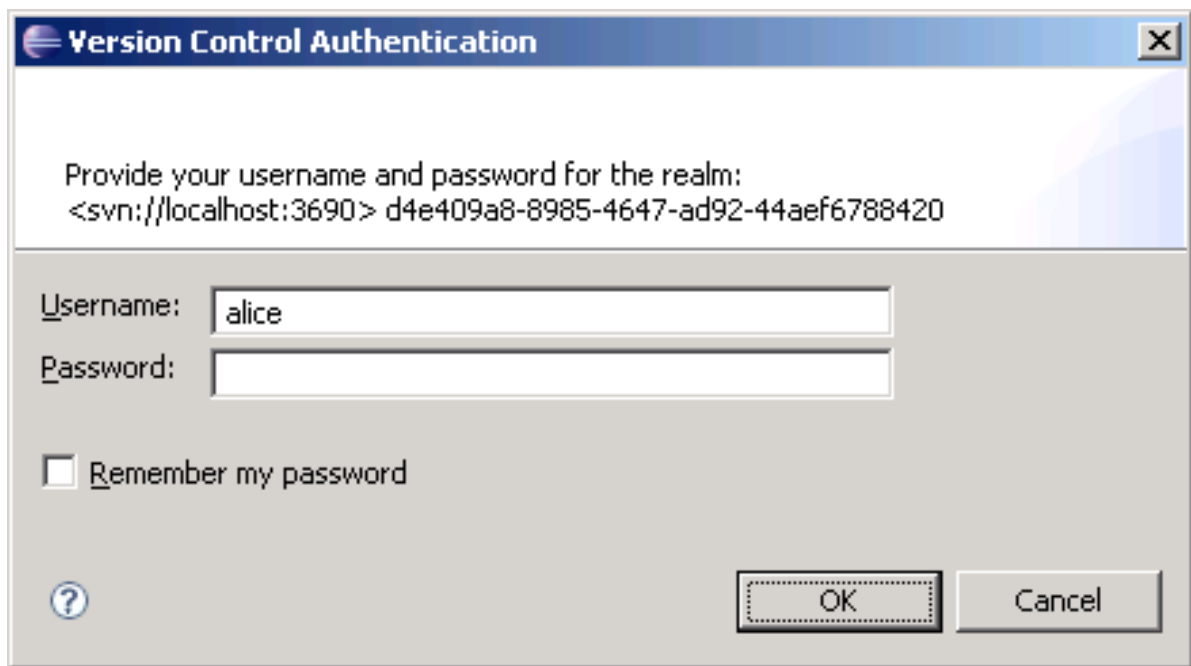 Version Control Authentication
Provide your username and password for the realm:
<svn://localhost:3690> d4e409a8-8985-4647-ad92-44aef6788420
Username: alice
Password:
Remember my password
?
OK Cancel